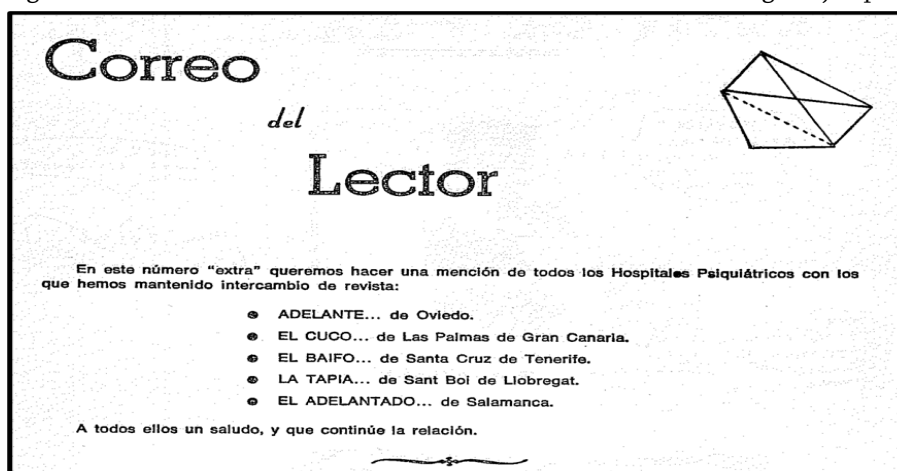 Correo
del
Lector
En este número "extra" queremos hacer una mención de todos los Hospitales Psiquiátricos con los
que hemos mantenido intercambio de revista:
ADELANTE... de Oviedo.
EL CUCO... de Las Palmas de Gran Canaria.
EL BAIFO... de Santa Cruz de Tenerife.
LA TAPIA... de Sant Boi de Llobregat.
EL ADELANTADO... de Salamanca.
A todos ellos un saludo, y que continúe la relación.